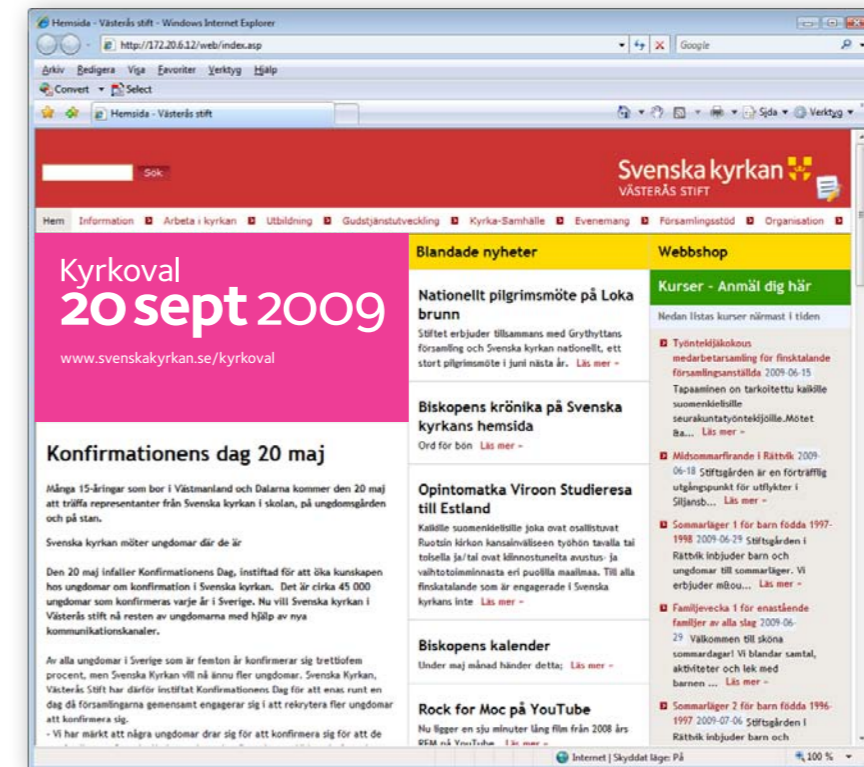 Hemsida - Västerås stift - Windows Internet Explorer
http://172.20.6.12/web/index.asp
Google
Arkiv Redigera Visa Favoriter Verktyg Hjälp
Convert Select
Hemsida - Västerås stift
Sida Verktyg
Sök
Svenska kyrkan
VÄSTERÅS STIFT
Hem Information Arbeta i kyrkan Utbildning Gudstjänstutveckling Kyrka-Samhälle Evenemang Församlingsstöd Organisation
Kyrkoval
20 sept 2009
www.svenskakyrkan.se/kyrkoval
Konfirmationens dag 20 maj
Många 15-åringar som bor i Västmanland och Dalarna kommer den 20 maj
att träffa representanter från Svenska kyrkan i skolan, på ungdomsgården
och på stan.
Svenska kyrkan möter ungdomar där de är
Den 20 maj infaller Konfirmationens Dag, instiftad för att öka kunskapen
hos ungdomar om konfirmation i Svenska kyrkan. Det är cirka 45 000
ungdomar som konfirmeras varje år i Sverige. Nu vill Svenska kyrkan i
Västerås stift nå resten av ungdomarna med hjälp av nya
kommunikationskanaler.
Av alla ungdomar i Sverige som är femton år konfirmerar sig trettiofem
procent, men Svenska Kyrkan vill nå ännu fler ungdomar. Svenska Kyrkan,
Västerås Stift har därför instiftat Konfirmationens Dag för att enas runt en
dag då församlingarna gemensamt engagerar sig i att rekrytera fler ungdomar
att konfirmera sig.
- Vi har märkt att några ungdomar drar sig för att konfirmera sig för att de
Blandade nyheter
Nationellt pilgrimsmöte på Loka
brunn
Stiftet erbjuder tillsammans med Grythyttans
församling och Svenska kyrkan nationellt, ett
stort pilgrimsmöte i juni nästa år. Läs mer
Biskopens krönika på Svenska
kyrkans hemsida
Ord för bön Läs mer
Opintomatka Viroon Studieresa
till Estland
Kaikille suomenkielisille joka ovat osallistuvat
Ruotsin kirkon kansainväliseen työhön tavalla tai
toisella ja/tai ovat kiinnostuneita avustus- ja
vaihtotoiminnasta eri puolilla maailmaa. Till alla
finskatalande som är engagerade i Svenska
kyrkans inte Läs mer
Biskopens kalender
Under maj månad händer detta; Läs mer
Rock for Moc på YouTube
Nu ligger en sju minuter lång film från 2008 års
RFM på YouTube Läs mer
Webbshop
Kurser - Anmäl dig här
Nedan listas kurser närmast i tiden
Työntekijäkokous
medarbetarsamling för finsktalande
församlingsanställda 2009-06-15
Tapaaminen on tarkoitettu kaikille
suomenkielisille
seurakuntatyöntekijöille.Mötet
&a... Läs mer
Midsommarfirande i Rättvik 2009-
06-18 Stiftsgården är en förträfflig
utgångspunkt för utflykter i
Siljansb... Läs mer
Sommarläger 1 för barn födda 1997-
1998 2009-06-29 Stiftsgården i
Rättvik inbjuder barn och
ungdomar till sommarläger. Vi
erbjuder m&ou... Läs mer
Familjevecka 1 för enastående
familjer av alla slag 2009-06-
29 Välkommen till sköna
sommardagar! Vi blandar samtal,
aktiviteter och lek med
barnen ... Läs mer
Sommarläger 2 för barn födda 1996-
1997 2009-07-06 Stiftsgården i
Rättvik inbjuder barn och
Internet | Skyddat läge: På 100 %